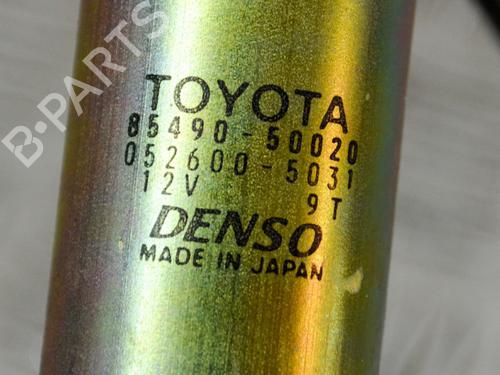 B-PARTS
TOYOTA
85490-50020
052600-5031
12V 9T
DENSO
MADE IN JAPAN